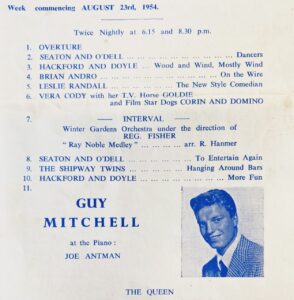 Week commencing AUGUST 23rd, 1954.
Twice Nightly at 6.15 and 8.30 p.m.
1. OVERTURE
2. SEATON AND O'DELL ... ... ... ... ... Dancers
3. HACKFORD AND DOYLE ... Wood and Wind, Mostly Wind
4. BRIAN ANDRO ... ... ... ... ... On the Wire
5. LESLIE RANDALL ... ... ... The New Style Comedian
6. VERA CODY with her T.V. Horse GOLDIE
and Film Star Dogs CORIN AND DOMINO
7. INTERVAL
Winter Gardens Orchestra under the direction of
REG. FISHER
"Ray Noble Medley" ... ... ... arr. R. Hanmer
8. SEATON AND O'DELL ... ... ... To Entertain Again
9. THE SHIPWAY TWINS ... ... ... Hanging Around Bars
10. HACKFORD AND DOYLE ... ... ... ... More Fun
11.
GUY
MITCHELL
at the Piano :
JOE ANTMAN
THE QUEEN